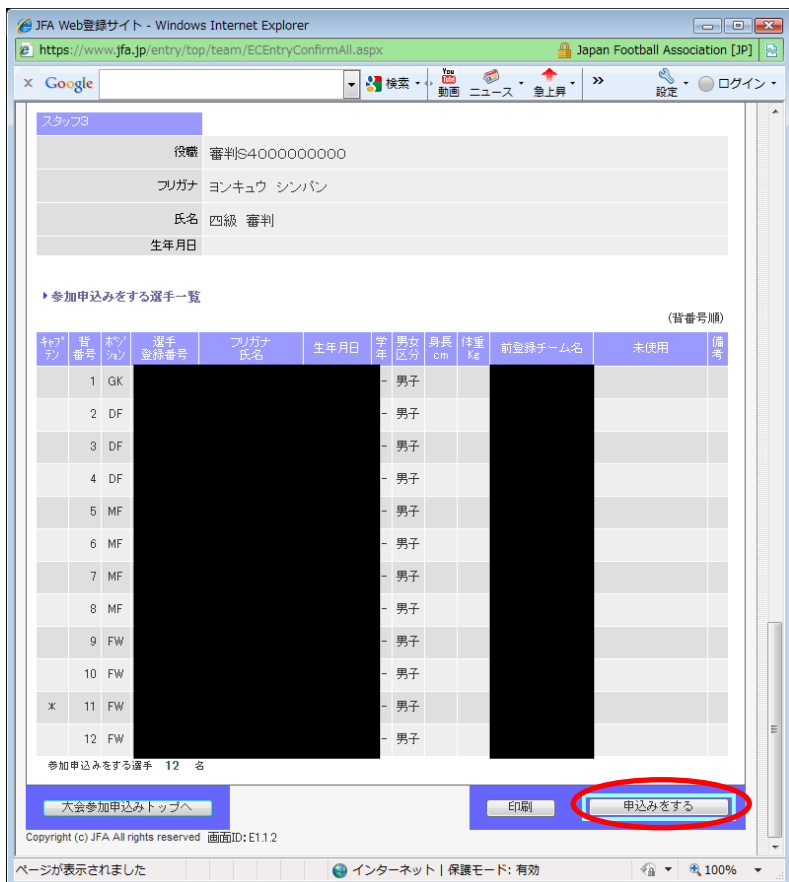 JFA Web登録サイト - Windows Internet Explorer
https://www.jfa.jp/entry/top/team/ECEntryConfirmAll.aspx Japan Football Association [JP]
x Google 検索 You Tube 動画 ニュース 急上昇 » 設定 ログイン
スタッフ3
役職 審判S4000000000
フリガナ ヨンキュウ シンパン
氏名 四級 審判
生年月日
参加申込みをする選手一覧
(背番号順)
ｷｬﾌﾟﾃﾝ 背番号 ﾎﾟｼﾞｼｮﾝ 選手登録番号 フリガナ氏名 生年月日 学年 男女区分 身長cm 体重Kg 前登録チーム名 未使用 備考
1 GK - 男子
2 DF - 男子
3 DF - 男子
4 DF - 男子
5 MF - 男子
6 MF - 男子
7 MF - 男子
8 MF - 男子
9 FW - 男子
10 FW - 男子
* 11 FW - 男子
12 FW - 男子
参加申込みをする選手 12 名
大会参加申込みトップへ 印刷 申込みをする
Copyright (c) JFA All rights reserved 画面ID:E1.1.2
ページが表示されました インターネット | 保護モード: 有効 100%